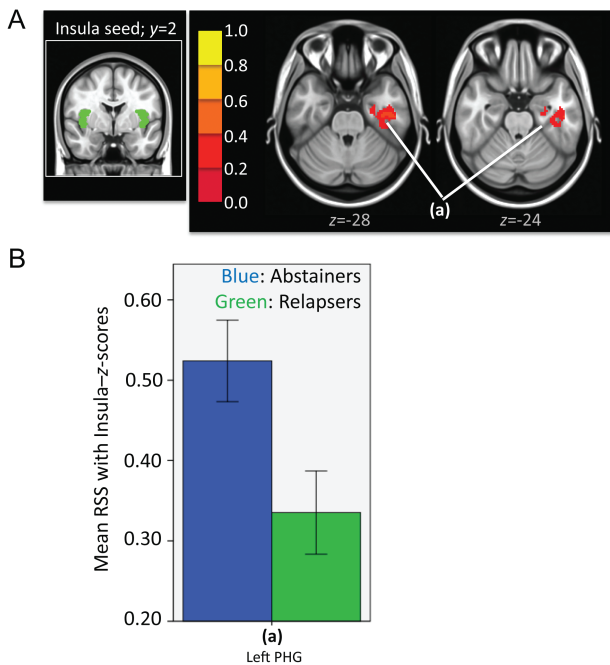 A
Insula seed; y=2
1.0
0.8
0.6
0.4
0.2
0.0
(a)
z=-28
z=-24
B
Blue: Abstainers
Green: Relapsers
Mean RSS with Insula–z-scores
0.60
0.50
0.40
0.30
0.20
(a)
Left PHG